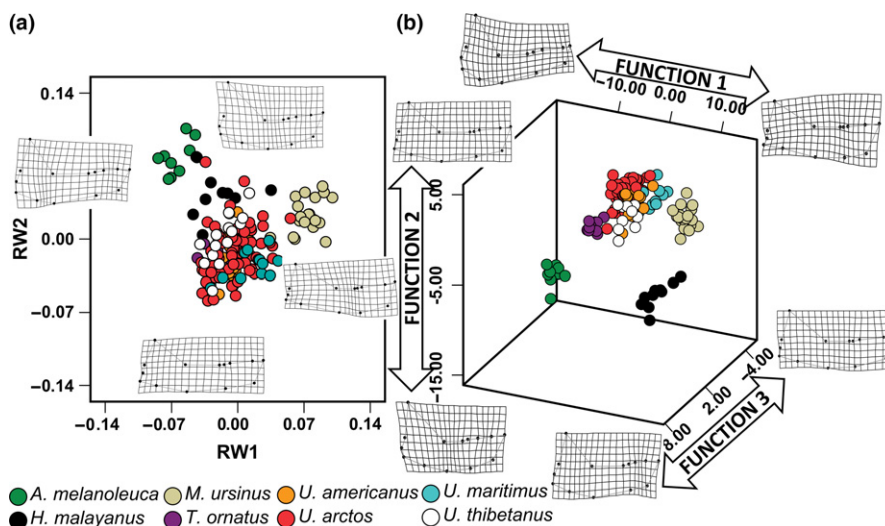 (a)
(b)
0.14
0.00
−0.07
−0.14
RW2
−0.14
−0.07
0.00
0.07
0.14
RW1
FUNCTION 1
−10.00
0.00
10.00
FUNCTION 2
5.00
−5.00
−15.00
FUNCTION 3
−4.00
2.00
8.00
A. melanoleuca M. ursinus U. americanus U. maritimus
H. malayanus T. ornatus U. arctos U. thibetanus